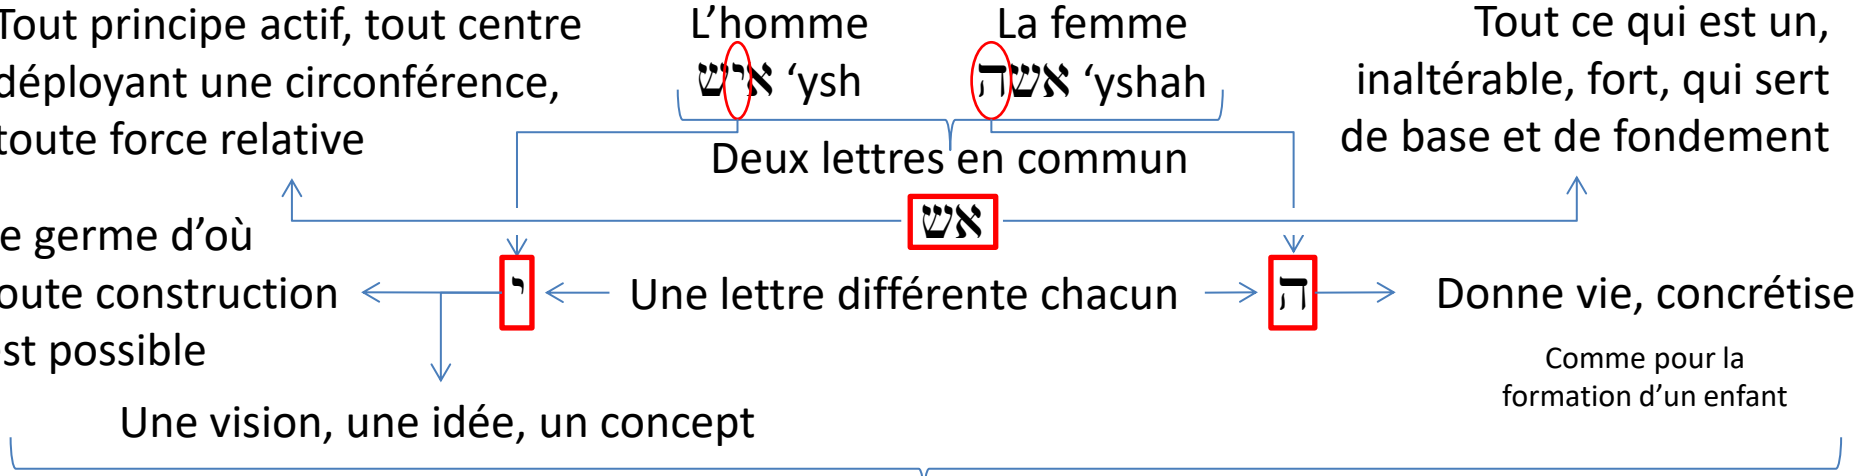 Tout principe actif, tout centre
déployant une circonférence,
toute force relative
L’homme
איש ‘ysh
La femme
אשה ‘yshah
Tout ce qui est un,
inaltérable, fort, qui sert
de base et de fondement
Deux lettres en commun
אש
e germe d’où
toute construction
est possible
י
Une lettre différente chacun
ה
Donne vie, concrétise
Comme pour la
formation d’un enfant
Une vision, une idée, un concept